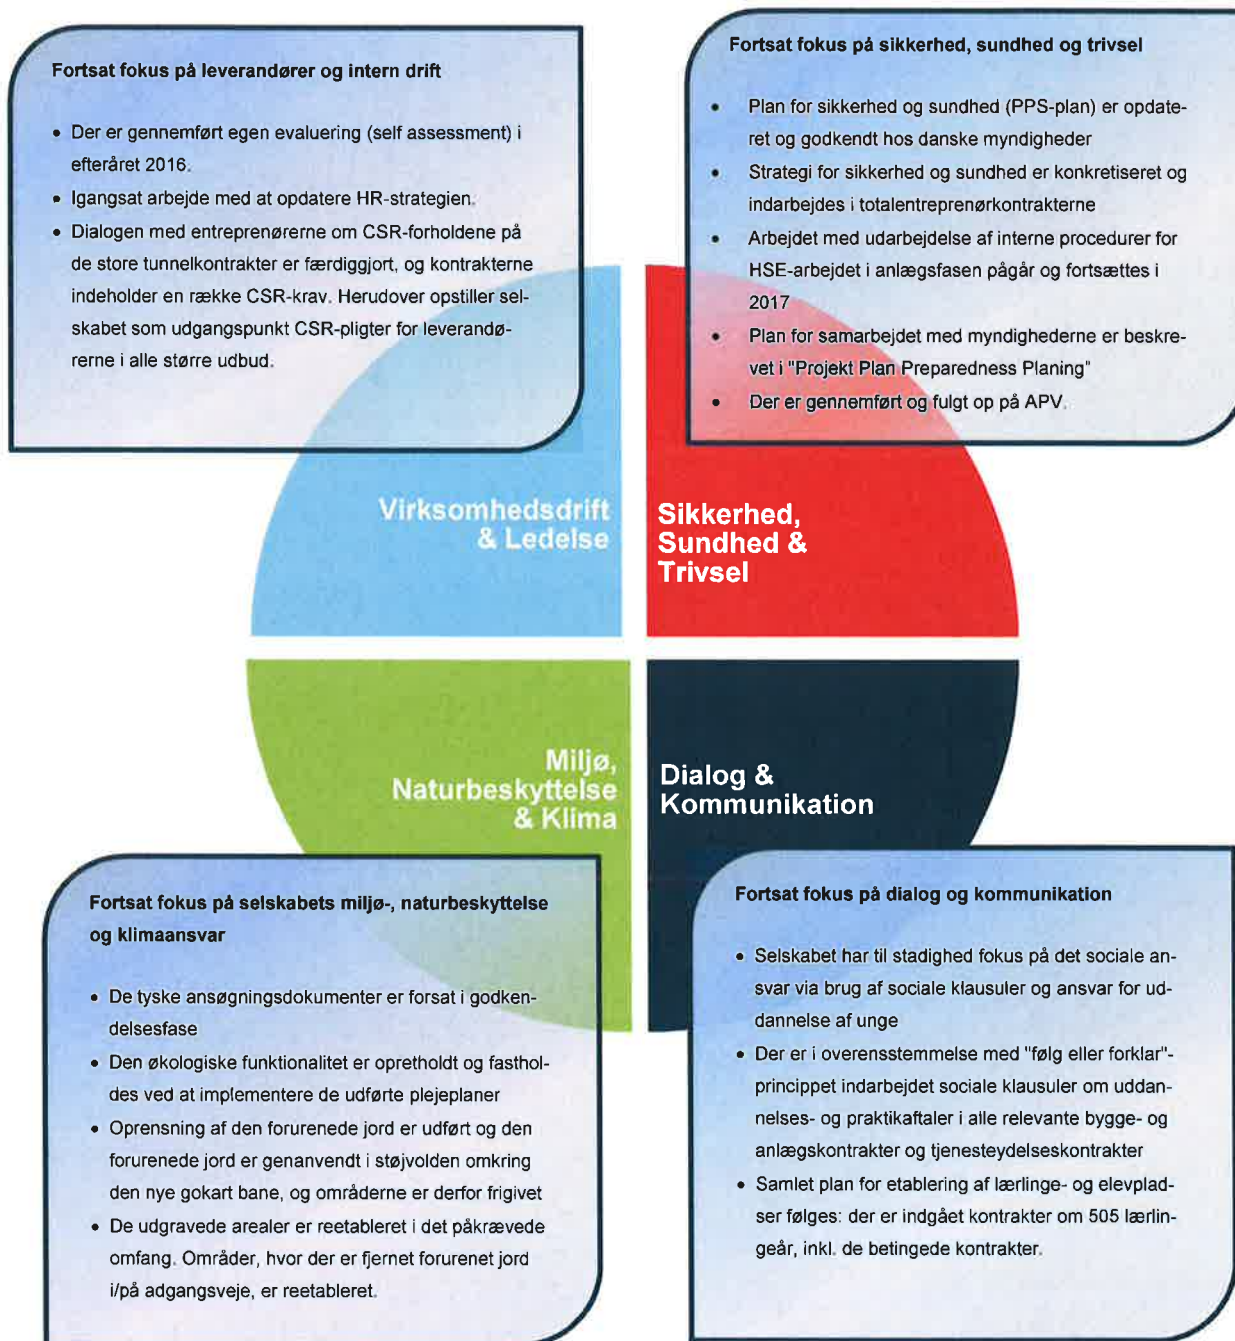 Fortsat fokus på leverandører og intern drift
• Der er gennemført egen evaluering (self assessment) i
efteråret 2016.
• Igangsat arbejde med at opdatere HR-strategien.
• Dialogen med entreprenørerne om CSR-forholdene på
de store tunnelkontrakter er færdiggjort, og kontrakterne
indeholder en række CSR-krav. Herudover opstiller sel-
skabet som udgangspunkt CSR-pligter for leverandø-
rerne i alle større udbud.
Fortsat fokus på sikkerhed, sundhed og trivsel
• Plan for sikkerhed og sundhed (PPS-plan) er opdate-
ret og godkendt hos danske myndigheder
• Strategi for sikkerhed og sundhed er konkretiseret og
indarbejdes i totalentreprenørkontrakterne
• Arbejdet med udarbejdelse af interne procedurer for
HSE-arbejdet i anlægsfasen pågår og fortsættes i
2017
• Plan for samarbejdet med myndighederne er beskre-
vet i "Projekt Plan Preparedness Planing"
• Der er gennemført og fulgt op på APV.
Virksomhedsdrift
& Ledelse
Sikkerhed,
Sundhed &
Trivsel
Miljø,
Naturbeskyttelse
& Klima
Dialog &
Kommunikation
Fortsat fokus på selskabets miljø-, naturbeskyttelse
og klimaansvar
• De tyske ansøgningsdokumenter er forsat i godken-
delsesfase
• Den økologiske funktionalitet er opretholdt og fasthol-
des ved at implementere de udførte plejeplaner
• Oprensning af den forurenede jord er udført og den
forurenede jord er genanvendt i støjvolden omkring
den nye gokart bane, og områderne er derfor frigivet
• De udgravede arealer er reetableret i det påkrævede
omfang. Områder, hvor der er fjernet forurenet jord
i/på adgangsveje, er reetableret.
Fortsat fokus på dialog og kommunikation
• Selskabet har til stadighed fokus på det sociale an-
svar via brug af sociale klausuler og ansvar for ud-
dannelse af unge
• Der er i overensstemmelse med "følg eller forklar"-
princippet indarbejdet sociale klausuler om uddan-
nelses- og praktikaftaler i alle relevante bygge- og
anlægskontrakter og tjenesteydelseskontrakter
• Samlet plan for etablering af lærlinge- og elevplad-
ser følges: der er indgået kontrakter om 505 lærlin-
geår, inkl. de betingede kontrakter.